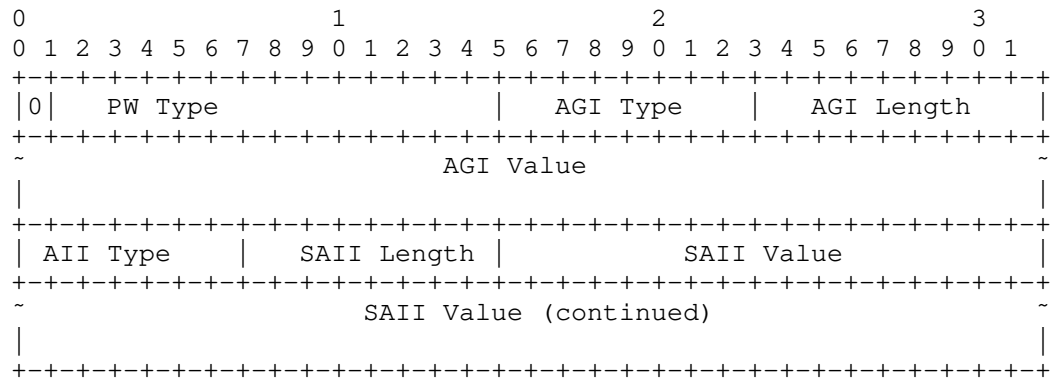 0                   1                   2                   3
0 1 2 3 4 5 6 7 8 9 0 1 2 3 4 5 6 7 8 9 0 1 2 3 4 5 6 7 8 9 0 1
+-+-+-+-+-+-+-+-+-+-+-+-+-+-+-+-+-+-+-+-+-+-+-+-+-+-+-+-+-+-+-+-+
|0|   PW Type                 |   AGI Type    |   AGI Length    |
+-+-+-+-+-+-+-+-+-+-+-+-+-+-+-+-+-+-+-+-+-+-+-+-+-+-+-+-+-+-+-+-+
~                          AGI Value                            ~
|                                                               |
+-+-+-+-+-+-+-+-+-+-+-+-+-+-+-+-+-+-+-+-+-+-+-+-+-+-+-+-+-+-+-+-+
| AII Type    |   SAII Length |           SAII Value            |
+-+-+-+-+-+-+-+-+-+-+-+-+-+-+-+-+-+-+-+-+-+-+-+-+-+-+-+-+-+-+-+-+
~                     SAII Value (continued)                    ~
|                                                               |
+-+-+-+-+-+-+-+-+-+-+-+-+-+-+-+-+-+-+-+-+-+-+-+-+-+-+-+-+-+-+-+-+